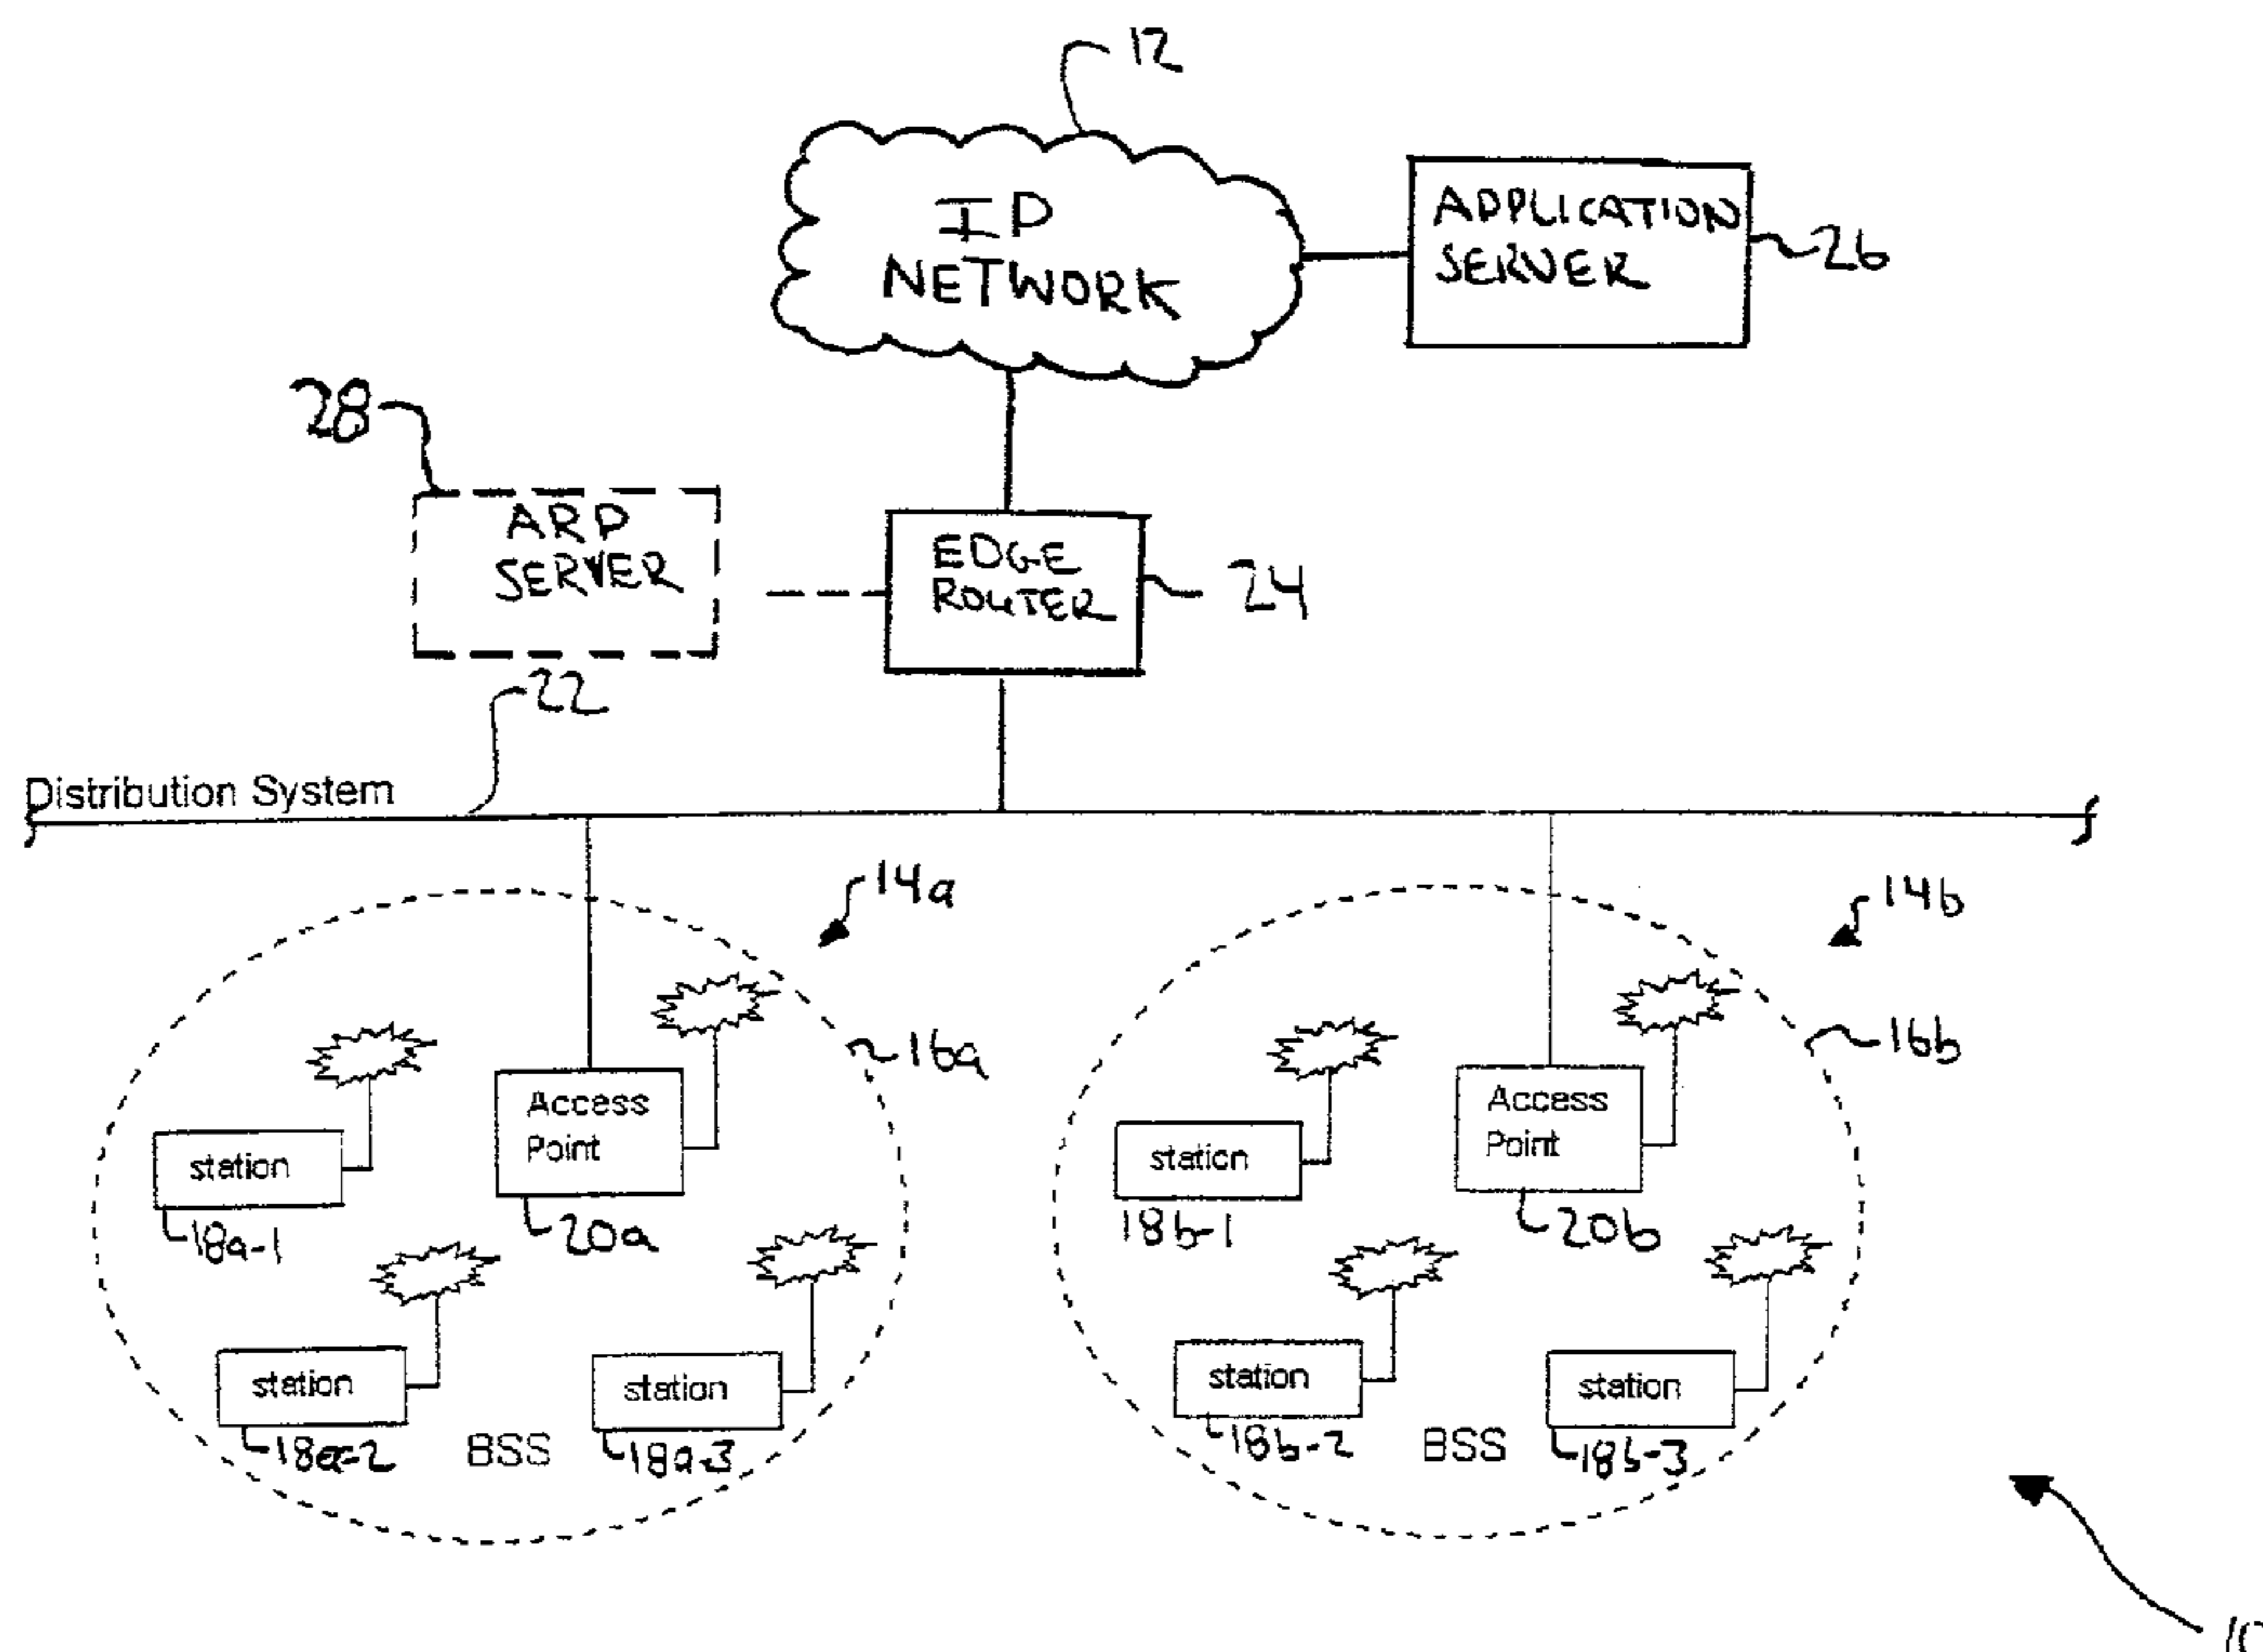 12
IP
NETWORK
APPLICATION
SERVER
26
28
ARP
SERVER
EDGE
ROUTER
24
22
Distribution System
14a
14b
16a
16b
Access
Point
station
18a-1
20a
Access
Point
station
18b-1
20b
station
18a-2
BSS
station
18a-3
station
18b-2
BSS
station
18b-3